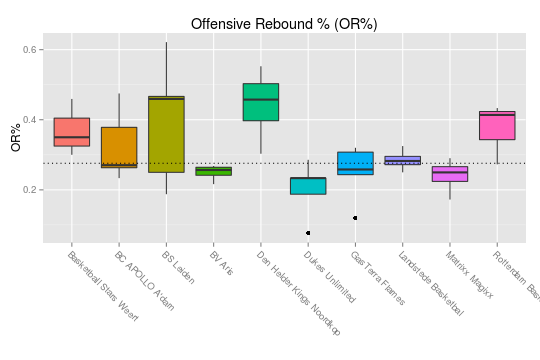 Offensive Rebound % (OR%)
OR%
0.6
0.4
0.2
Basketball Stars Weert
BC APOLLO A'dam
BS Leiden
BV Aris
Den Helder Kings Noordkop
Dukes Unlimited
GasTerra Flames
Landstede Basketbal
Matrixx Magixx
Rotterdam